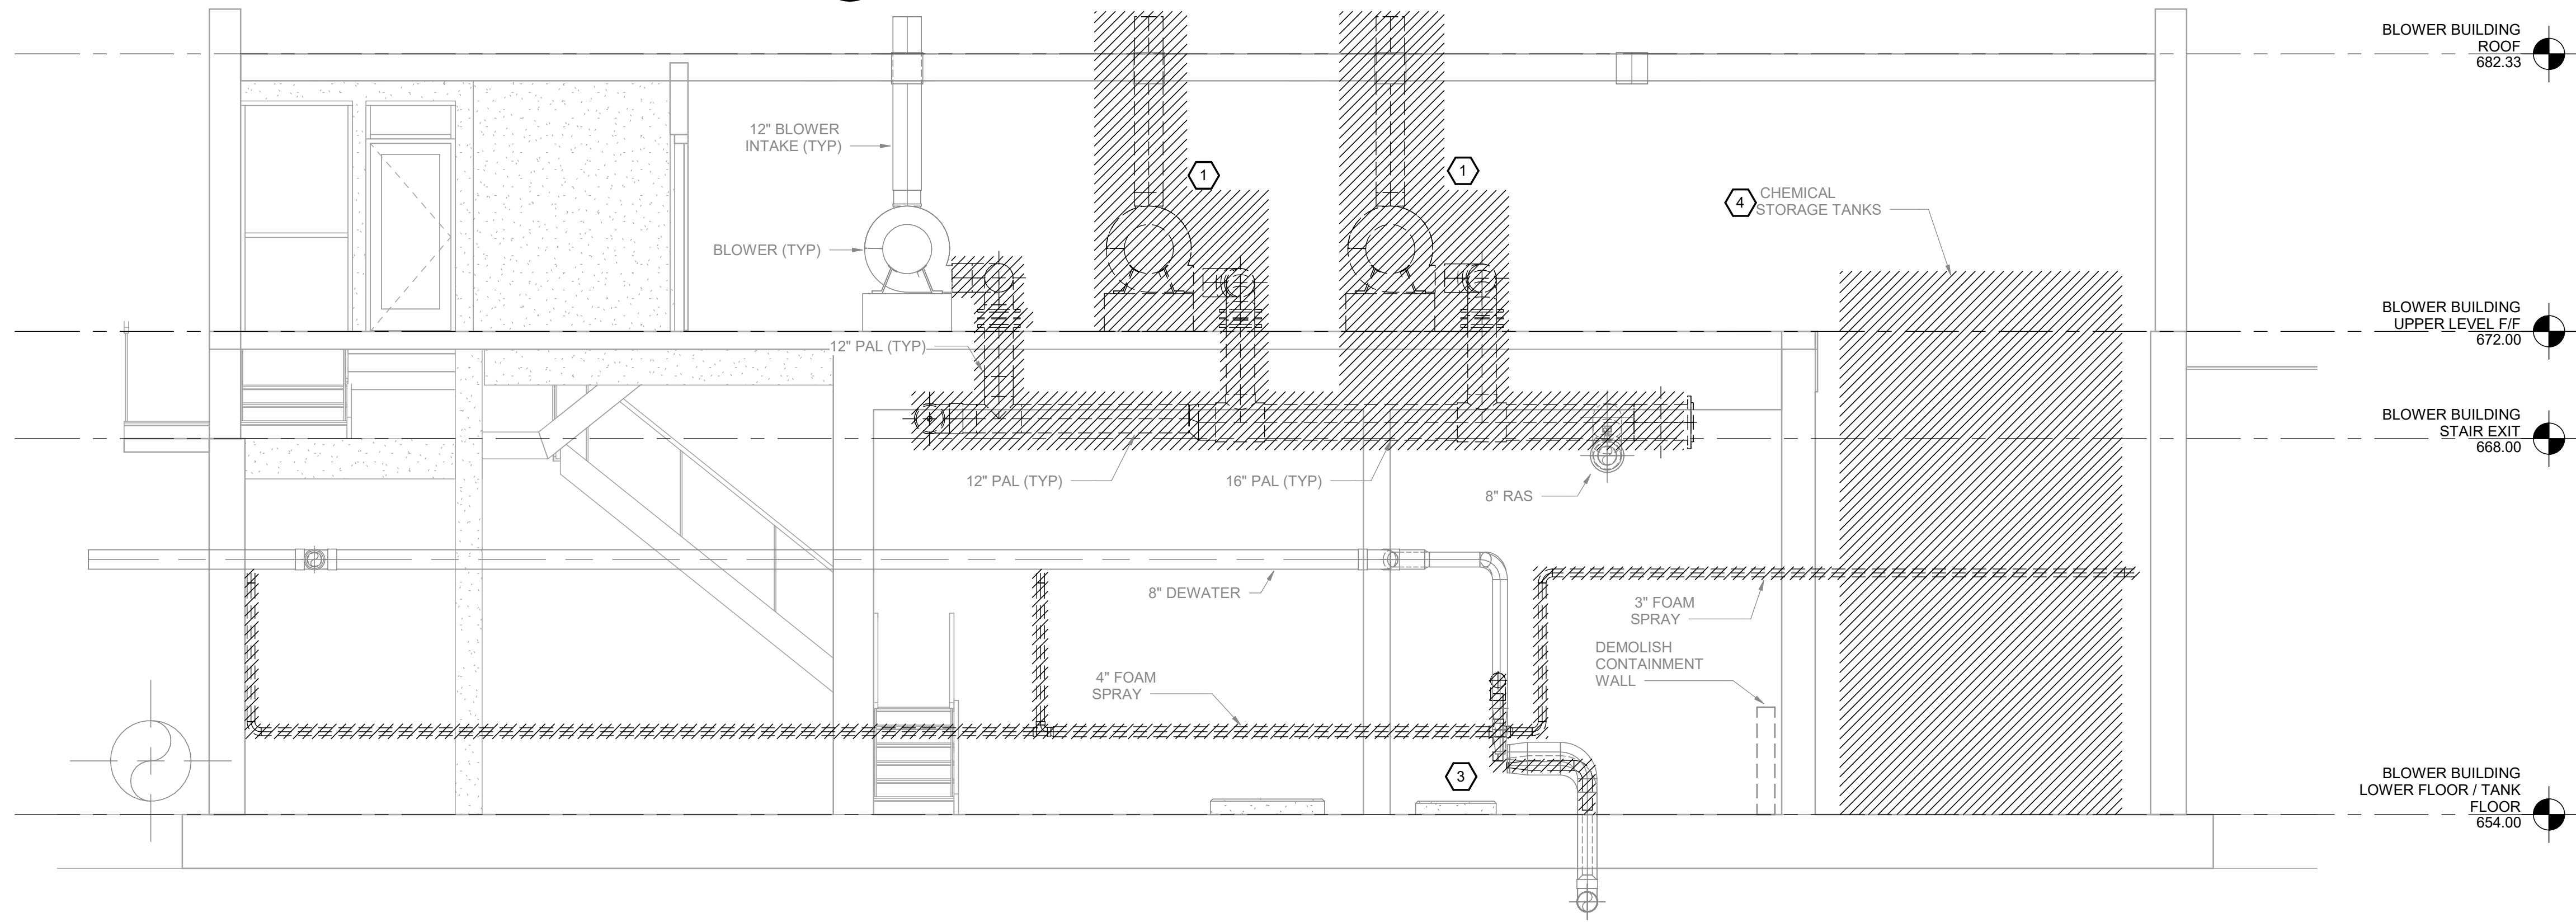 BLOWER BUILDING
ROOF
682.33
12" BLOWER
INTAKE (TYP)
1
1
4
CHEMICAL
STORAGE TANKS
BLOWER (TYP)
BLOWER BUILDING
UPPER LEVEL F/F
672.00
12" PAL (TYP)
BLOWER BUILDING
STAIR EXIT
668.00
12" PAL (TYP)
16" PAL (TYP)
8" RAS
8" DEWATER
3" FOAM
SPRAY
DEMOLISH
CONTAINMENT
WALL
4" FOAM
SPRAY
3
BLOWER BUILDING
LOWER FLOOR / TANK
FLOOR
654.00